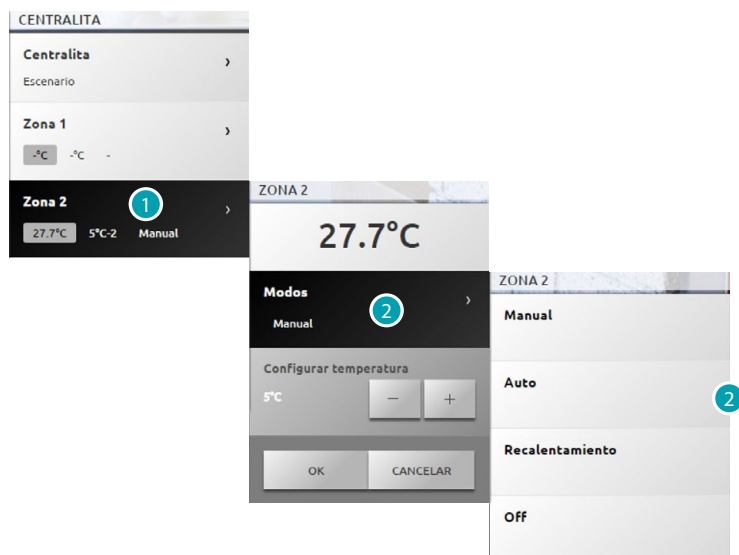 CENTRALITA
Centralita
›
Escenario
Zona 1
›
-°C -°C -
Zona 2
1
›
27.7°C 5°C-2 Manual
ZONA 2
27.7°C
Modos
›
Manual
2
Configurar temperatura
5°C
− +
OK CANCELAR
ZONA 2
Manual
Auto
2
Recalentamiento
Off